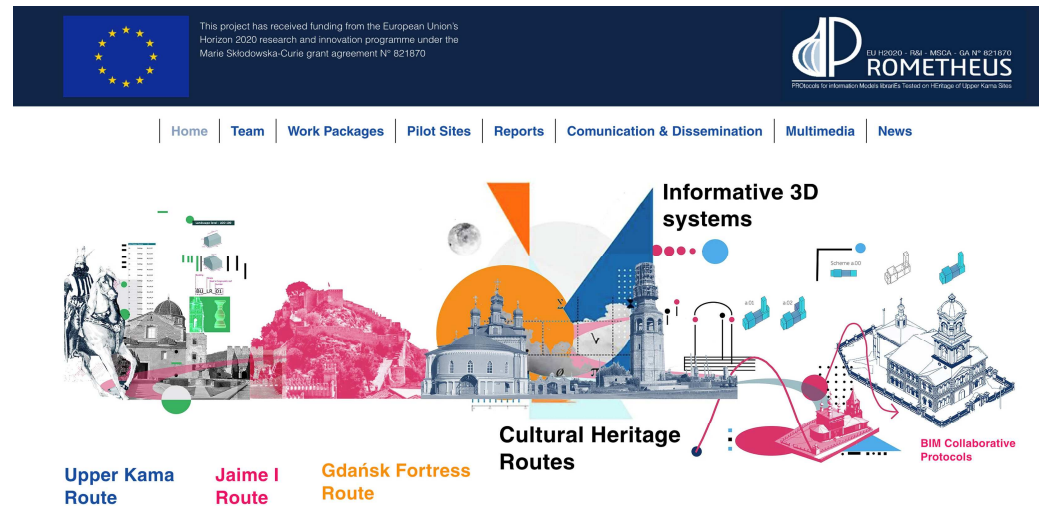 This project has received funding from the European Union's
Horizon 2020 research and innovation programme under the
Marie Skłodowska-Curie grant agreement N° 821870
EU H2020 - R&I - MSCA - GA N° 821870
PROMETHEUS
PROtocols for information Models librariEs Tested on HEritage of Upper Kama Sites
Home
Team
Work Packages
Pilot Sites
Reports
Comunication & Dissemination
Multimedia
News
Informative 3D
systems
Scheme a.00
a.01
a.02
Cultural Heritage
Routes
BIM Collaborative
Protocols
Upper Kama
Route
Jaime I
Route
Gdańsk Fortress
Route